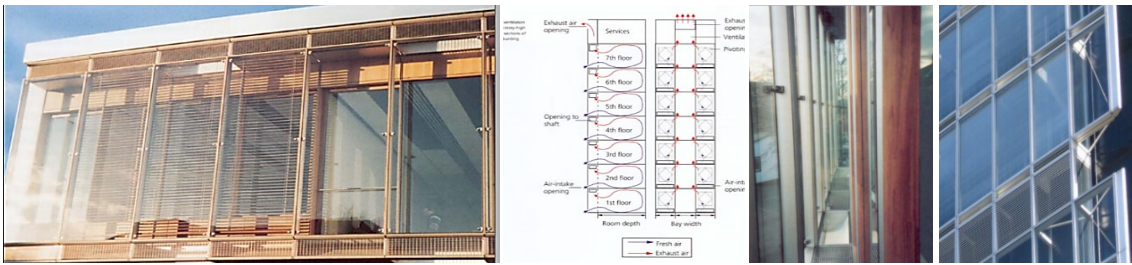 Exhaust air
opening
Services
7th floor
6th floor
5th floor
Opening to
shaft
4th floor
3rd floor
2nd floor
Air-intake
opening
1st floor
Room depth
Bay width
Fresh air
Exhaust air